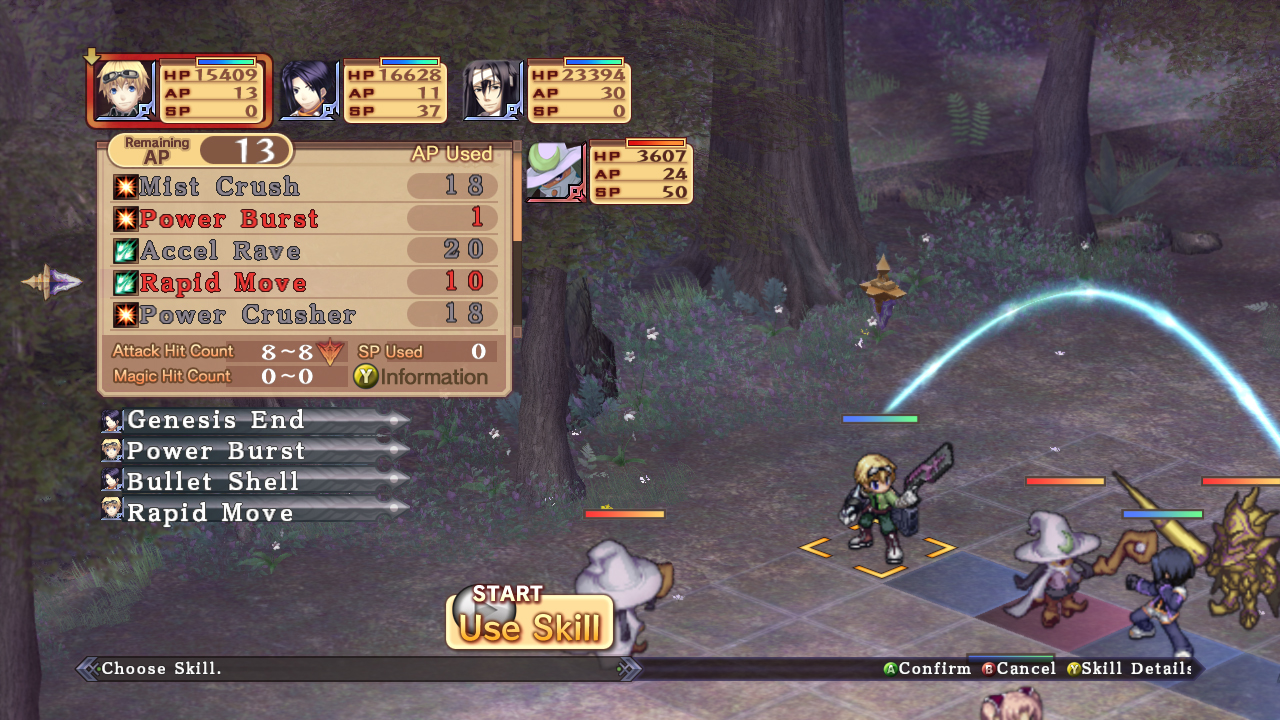 HP 15409
AP 13
SP 0
HP 16628
AP 11
SP 37
HP 23394
AP 30
SP 0
HP 3607
AP 24
SP 50
Remaining AP 13 AP Used
Mist Crush 18
Power Burst 1
Accel Rave 20
Rapid Move 10
Power Crusher 18
Attack Hit Count 8~8 SP Used 0
Magic Hit Count 0~0 Y Information
Genesis End
Power Burst
Bullet Shell
Rapid Move
START
Use Skill
Choose Skill. A Confirm B Cancel Y Skill Details